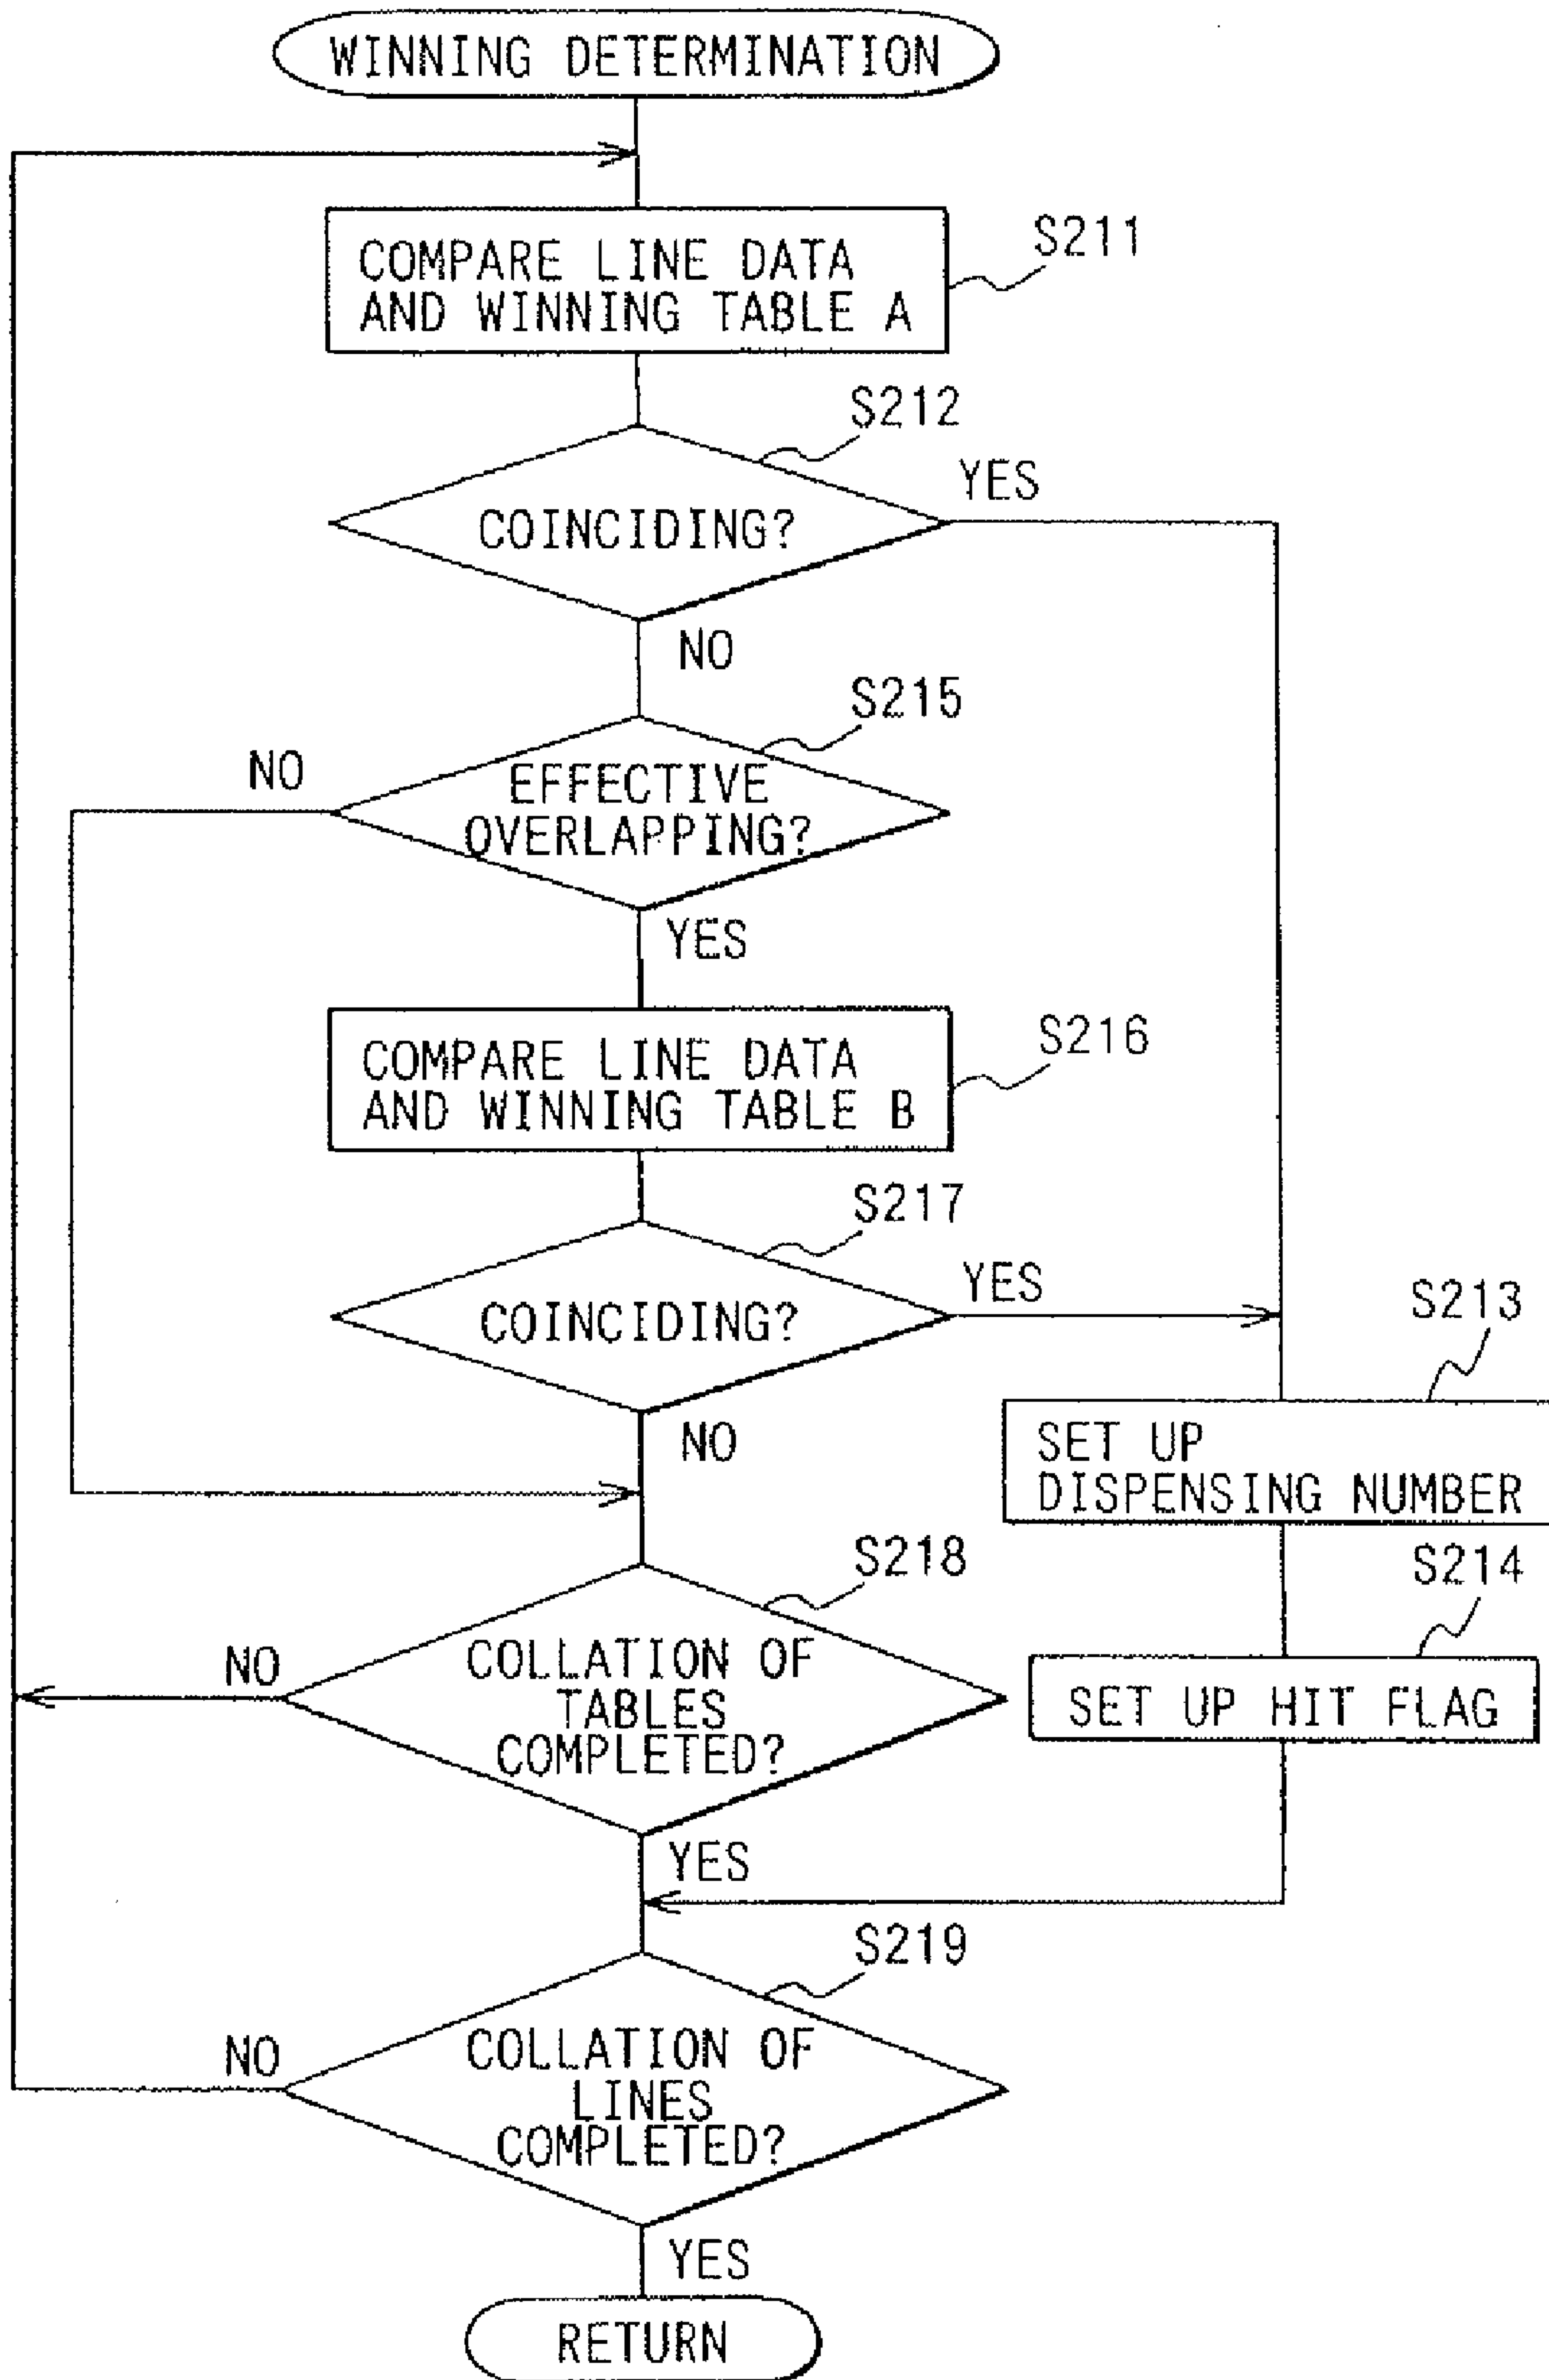 WINNING DETERMINATION
COMPARE LINE DATA
AND WINNING TABLE A
S211
S212
COINCIDING?
YES
NO
S215
EFFECTIVE
OVERLAPPING?
NO
YES
COMPARE LINE DATA
AND WINNING TABLE B
S216
S217
COINCIDING?
YES
NO
S213
SET UP
DISPENSING NUMBER
S214
SET UP HIT FLAG
S218
COLLATION OF
TABLES
COMPLETED?
NO
YES
S219
COLLATION OF
LINES
COMPLETED?
NO
YES
RETURN